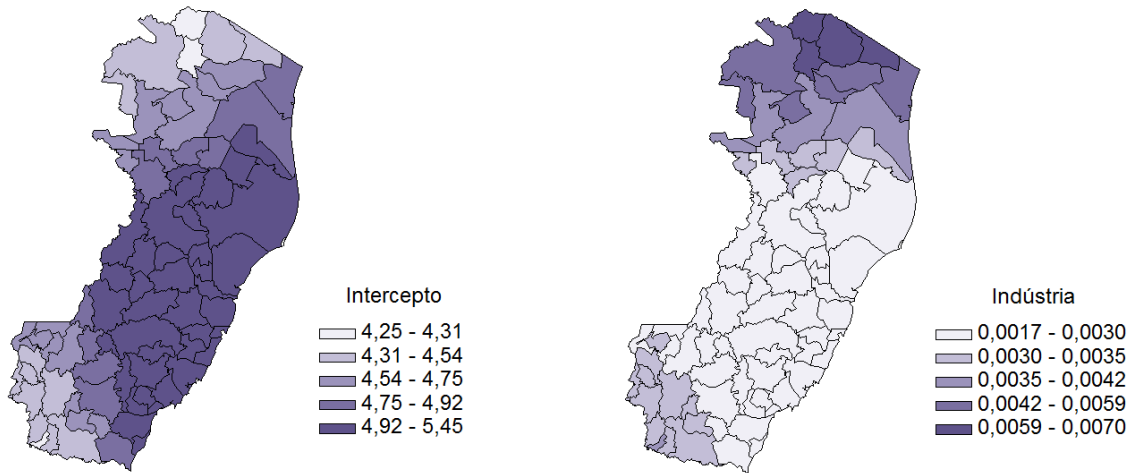 Intercepto
4,25 - 4,31
4,31 - 4,54
4,54 - 4,75
4,75 - 4,92
4,92 - 5,45
Indústria
0,0017 - 0,0030
0,0030 - 0,0035
0,0035 - 0,0042
0,0042 - 0,0059
0,0059 - 0,0070